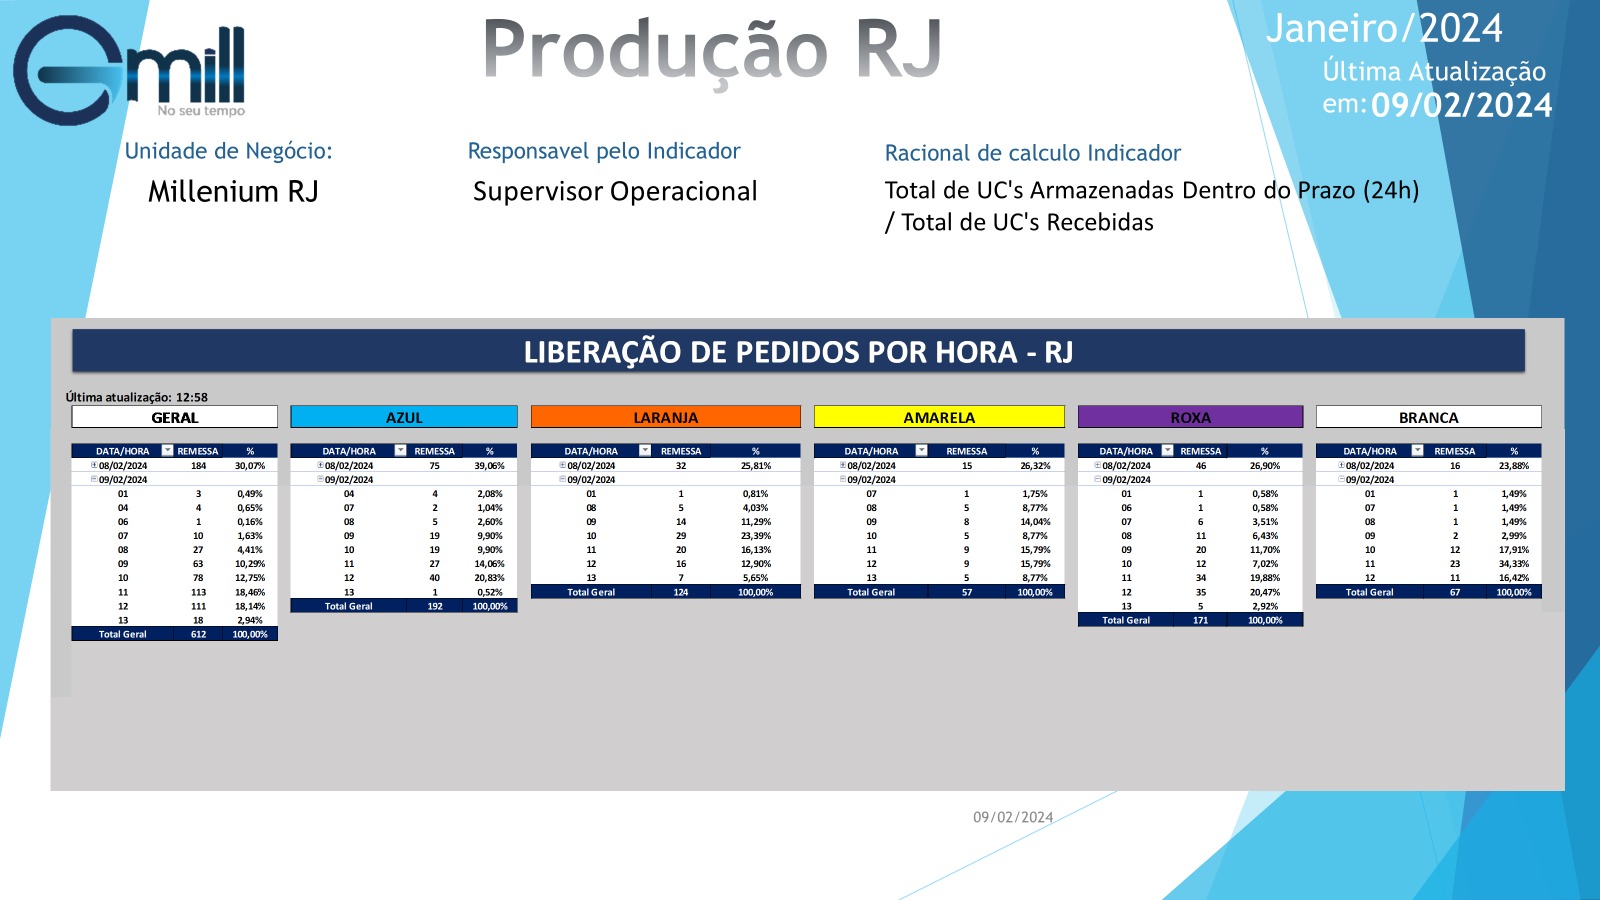 Emill
No seu tempo
Produção RJ
Janeiro/2024
Última Atualização
em: 09/02/2024
Unidade de Negócio:
Millenium RJ
Responsavel pelo Indicador
Supervisor Operacional
Racional de calculo Indicador
Total de UC's Armazenadas Dentro do Prazo (24h)
/ Total de UC's Recebidas
LIBERAÇÃO DE PEDIDOS POR HORA - RJ
Última atualização: 12:58
GERAL
DATA/HORA REMESSA %
08/02/2024 184 30,07%
09/02/2024
01 3 0,49%
04 4 0,65%
06 1 0,16%
07 10 1,63%
08 27 4,41%
09 63 10,29%
10 78 12,75%
11 113 18,46%
12 111 18,14%
13 18 2,94%
Total Geral 612 100,00%
AZUL
DATA/HORA REMESSA %
08/02/2024 75 39,06%
09/02/2024
04 4 2,08%
07 2 1,04%
08 5 2,60%
09 19 9,90%
10 19 9,90%
11 27 14,06%
12 40 20,83%
13 1 0,52%
Total Geral 192 100,00%
LARANJA
DATA/HORA REMESSA %
08/02/2024 32 25,81%
09/02/2024
01 1 0,81%
08 5 4,03%
09 14 11,29%
10 29 23,39%
11 20 16,13%
12 16 12,90%
13 7 5,65%
Total Geral 124 100,00%
AMARELA
DATA/HORA REMESSA %
08/02/2024 15 26,32%
09/02/2024
07 1 1,75%
08 5 8,77%
09 8 14,04%
10 5 8,77%
11 9 15,79%
12 9 15,79%
13 5 8,77%
Total Geral 57 100,00%
ROXA
DATA/HORA REMESSA %
08/02/2024 46 26,90%
09/02/2024
01 1 0,58%
06 1 0,58%
07 6 3,51%
08 11 6,43%
09 20 11,70%
10 12 7,02%
11 34 19,88%
12 35 20,47%
13 5 2,92%
Total Geral 171 100,00%
BRANCA
DATA/HORA REMESSA %
08/02/2024 16 23,88%
09/02/2024
01 1 1,49%
07 1 1,49%
08 1 1,49%
09 2 2,99%
10 12 17,91%
11 23 34,33%
12 11 16,42%
Total Geral 67 100,00%
09/02/2024